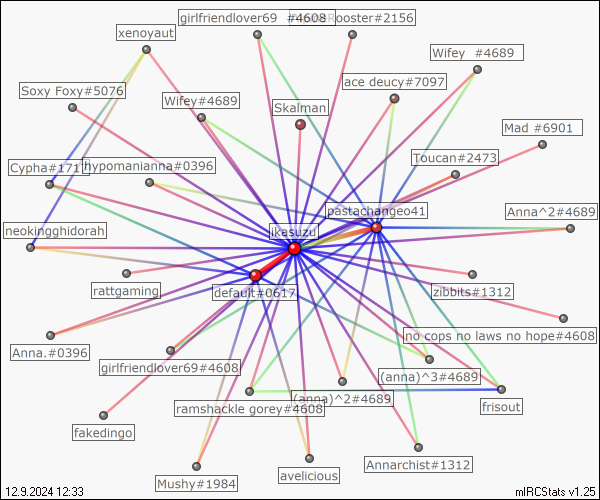 girlfriendlover69 #4608
ooster#2156
xenoyaut
Wifey #4689
ace deucy#7097
Soxy Foxy#5076
Wifey#4689
Skalman
Mad #6901
Toucan#2473
Cypha#171
hypomanianna#0396
pastachangeo41
Anna^2#4689
ikasuzu
neokingghidorah
rattgaming
default#0617
zibbits#1312
no cops no laws no hope#4608
Anna.#0396
girlfriendlover69#4608
(anna)^3#4689
(anna)^2#4689
ramshackle gorey#4608
frisout
fakedingo
Annarchist#1312
avelicious
Mushy#1984
12.9.2024 12:33
mIRCStats v1.25